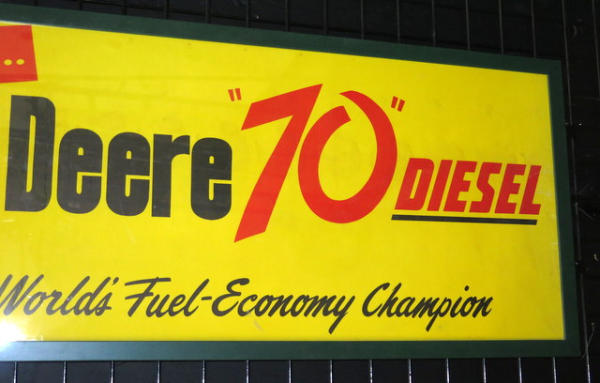 Deere "70" DIESEL
World's Fuel-Economy Champion